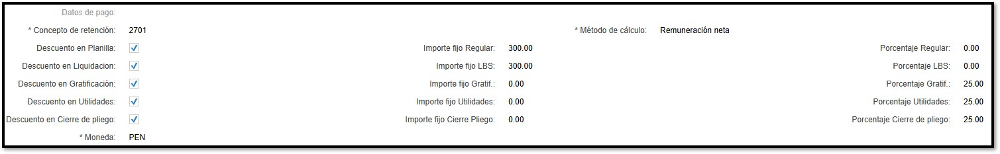 Datos de pago:
* Concepto de retención: 2701 * Método de cálculo: Remuneración neta
Descuento en Planilla: Importe fijo Regular: 300.00 Porcentaje Regular: 0.00
Descuento en Liquidacion: Importe fijo LBS: 300.00 Porcentaje LBS: 0.00
Descuento en Gratificación: Importe fijo Gratif.: 0.00 Porcentaje Gratif.: 25.00
Descuento en Utilidades: Importe fijo Utilidades: 0.00 Porcentaje Utilidades: 25.00
Descuento en Cierre de pliego: Importe fijo Cierre Pliego: 0.00 Porcentaje Cierre de pliego: 25.00
* Moneda: PEN